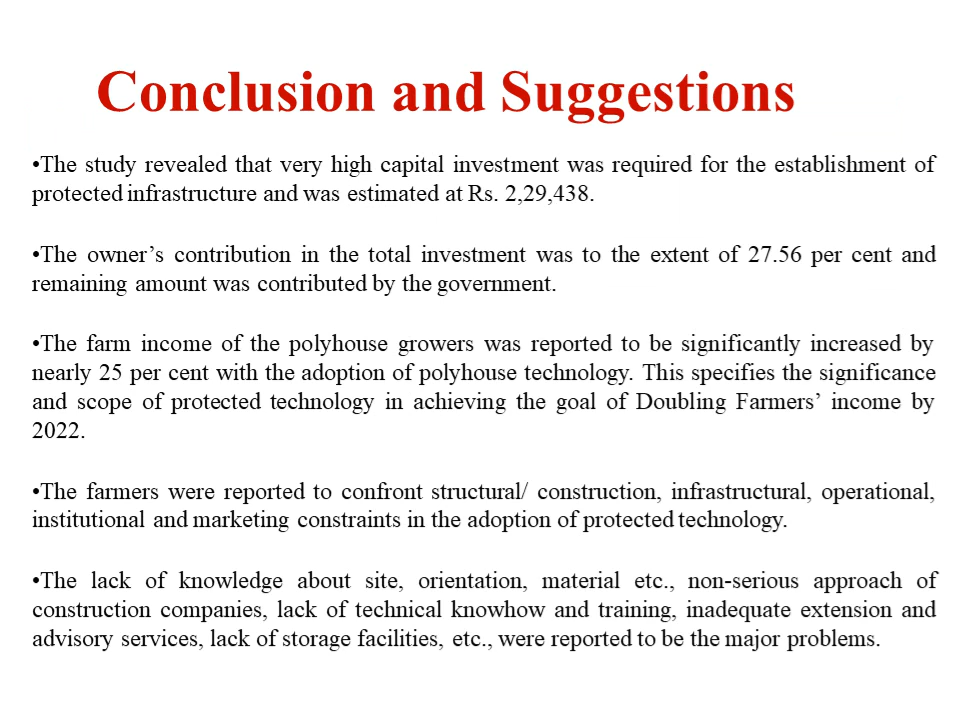 Conclusion and Suggestions
•The study revealed that very high capital investment was required for the establishment of
protected infrastructure and was estimated at Rs. 2,29,438.
•The owner’s contribution in the total investment was to the extent of 27.56 per cent and
remaining amount was contributed by the government.
•The farm income of the polyhouse growers was reported to be significantly increased by
nearly 25 per cent with the adoption of polyhouse technology. This specifies the significance
and scope of protected technology in achieving the goal of Doubling Farmers’ income by
2022.
•The farmers were reported to confront structural/ construction, infrastructural, operational,
institutional and marketing constraints in the adoption of protected technology.
•The lack of knowledge about site, orientation, material etc., non-serious approach of
construction companies, lack of technical knowhow and training, inadequate extension and
advisory services, lack of storage facilities, etc., were reported to be the major problems.